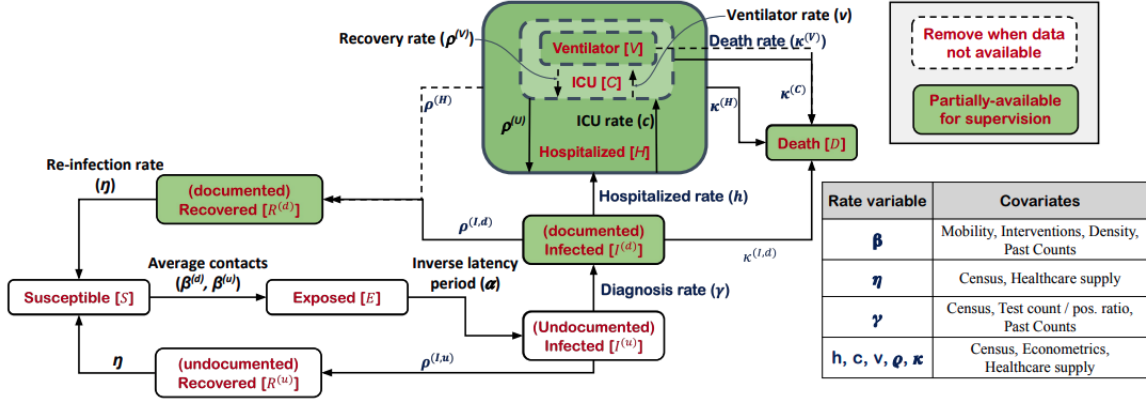 Ventilator rate (v)
Recovery rate (ρ(V))
Ventilator [V]
Death rate (κ(V))
ICU [C]
ρ(H)
κ(H)
κ(C)
ρ(U)
ICU rate (c)
Hospitalized [H]
Death [D]
Remove when data
not available
Partially-available
for supervision
Re-infection rate
(η)
(documented)
Recovered [R(d)]
Hospitalized rate (h)
ρ(I,d)
(documented)
Infected [I(d)]
κ(I,d)
Average contacts
(β(d), β(u))
Inverse latency
period (α)
Diagnosis rate (γ)
Susceptible [S]
Exposed [E]
(Undocumented)
Infected [I(u)]
η
(undocumented)
Recovered [R(u)]
ρ(I,u)
Rate variable Covariates
β Mobility, Interventions, Density,
Past Counts
η Census, Healthcare supply
γ Census, Test count / pos. ratio,
Past Counts
h, c, v, ϱ, κ Census, Econometrics,
Healthcare supply